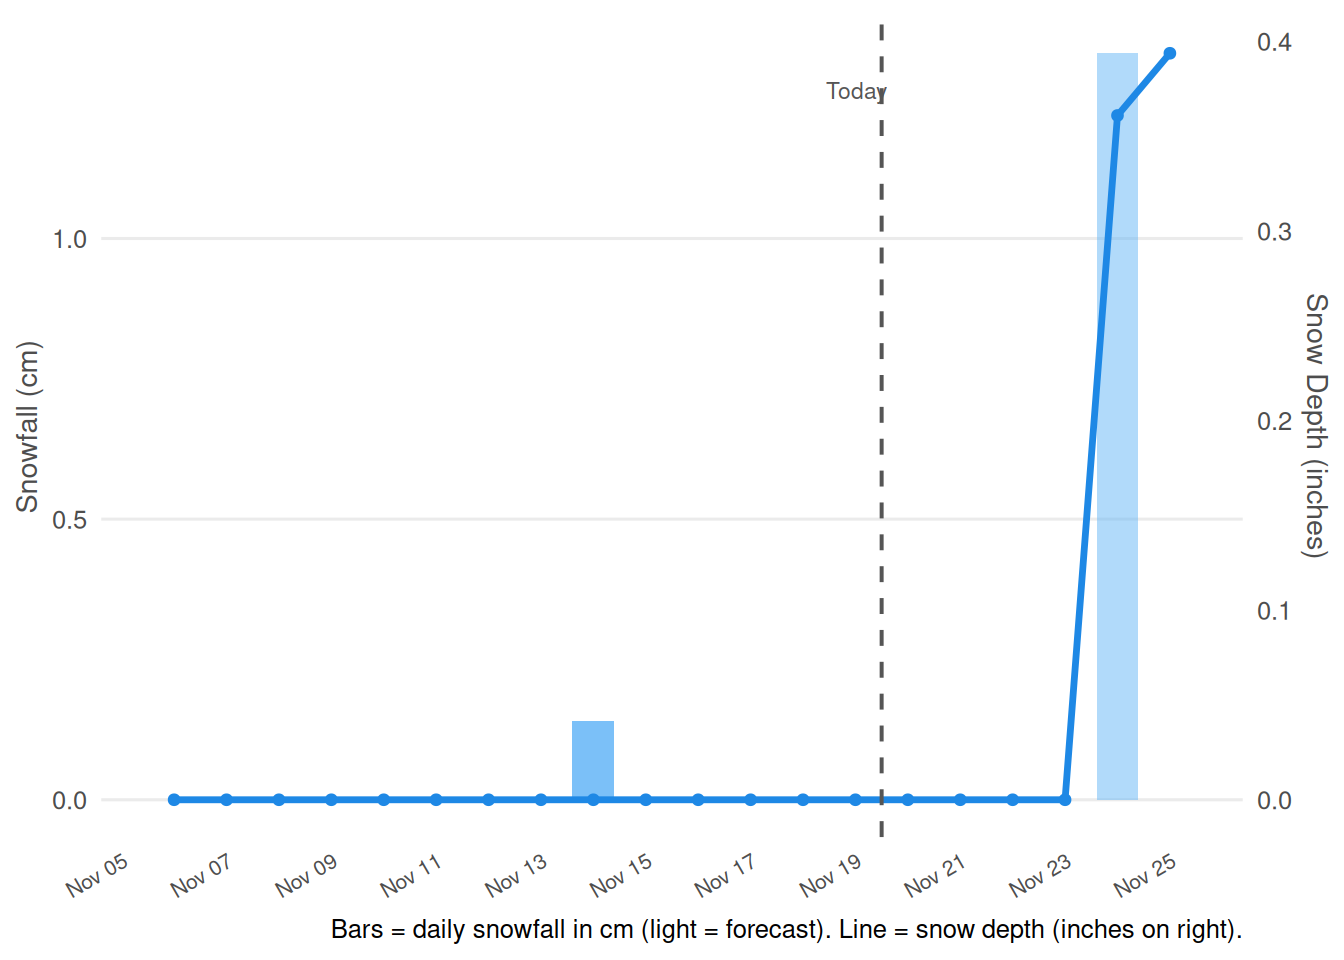 0.4
Today
1.0
0.3
Snowfall (cm)
Snow Depth (inches)
0.2
0.5
0.1
0.0
0.0
Nov 05
Nov 07
Nov 09
Nov 11
Nov 13
Nov 15
Nov 17
Nov 19
Nov 21
Nov 23
Nov 25
Bars = daily snowfall in cm (light = forecast). Line = snow depth (inches on right).